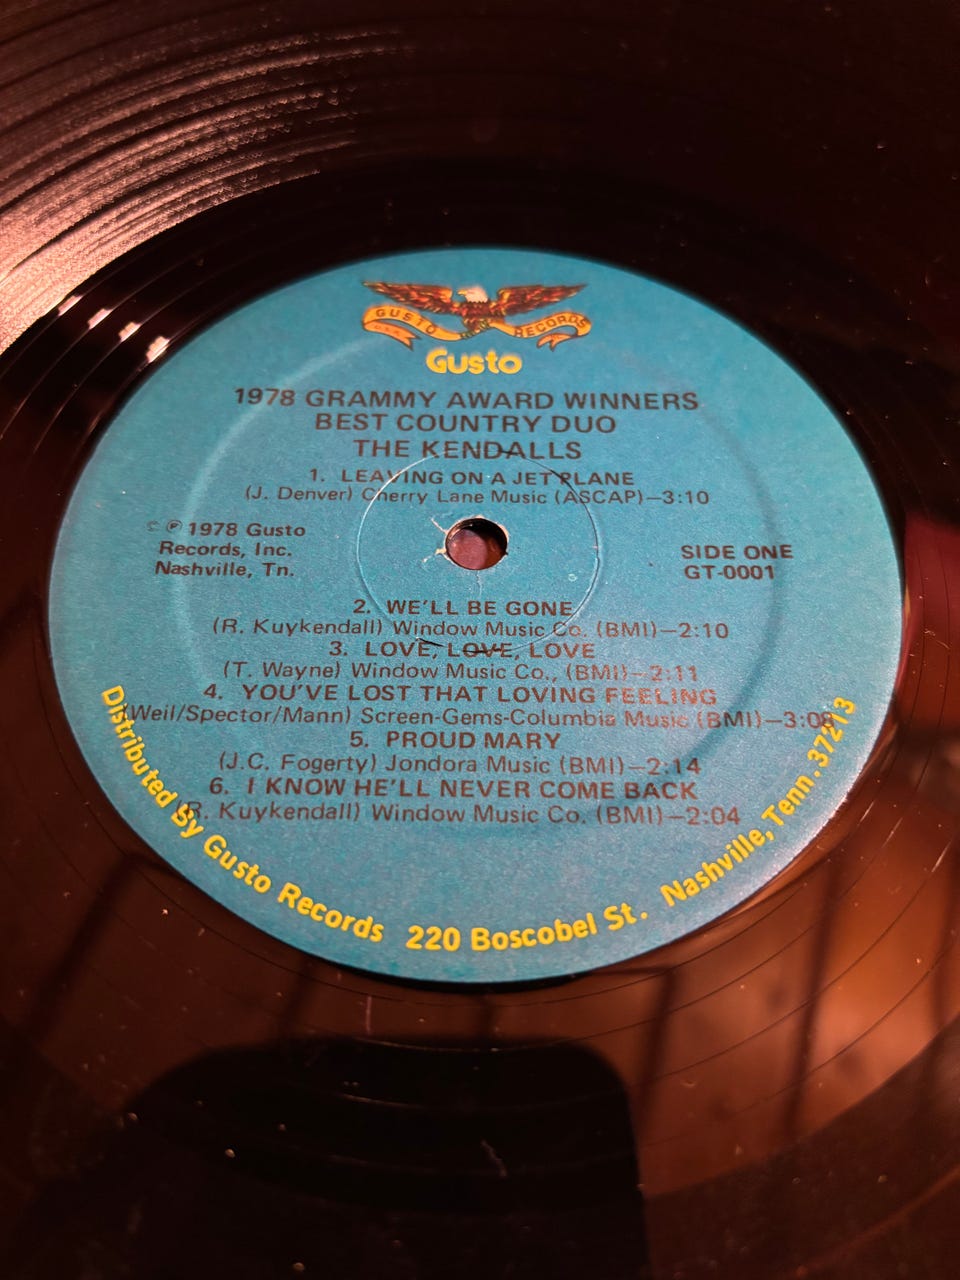 GUSTO RECORDS
U.S.A.
Gusto
1978 GRAMMY AWARD WINNERS
BEST COUNTRY DUO
THE KENDALLS
1. LEAVING ON A JET PLANE
(J. Denver) Cherry Lane Music (ASCAP)—3:10
© ℗ 1978 Gusto
Records, Inc.
Nashville, Tn.
SIDE ONE
GT-0001
2. WE'LL BE GONE
(R. Kuykendall) Window Music Co. (BMI)—2:10
3. LOVE, LOVE, LOVE
(T. Wayne) Window Music Co., (BMI)—2:11
4. YOU'VE LOST THAT LOVING FEELING
(Weil/Spector/Mann) Screen-Gems-Columbia Music (BMI)—3:08
5. PROUD MARY
(J.C. Fogerty) Jondora Music (BMI)—2:14
6. I KNOW HE'LL NEVER COME BACK
(R. Kuykendall) Window Music Co. (BMI)—2:04
Distributed By Gusto Records 220 Boscobel St. Nashville, Tenn. 37213